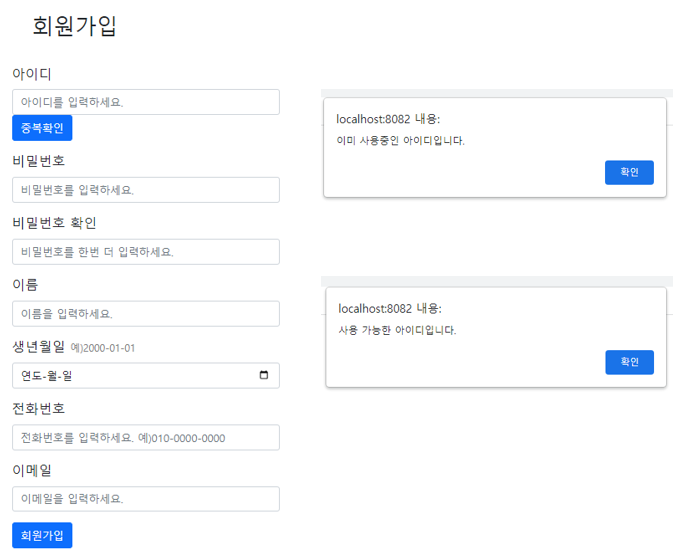 회원가입
아이디
아이디를 입력하세요.
중복확인
비밀번호
비밀번호를 입력하세요.
비밀번호 확인
비밀번호를 한번 더 입력하세요.
이름
이름을 입력하세요.
생년월일 예)2000-01-01
연도-월-일
전화번호
전화번호를 입력하세요. 예)010-0000-0000
이메일
이메일을 입력하세요.
회원가입
localhost:8082 내용:
이미 사용중인 아이디입니다.
확인
localhost:8082 내용:
사용 가능한 아이디입니다.
확인